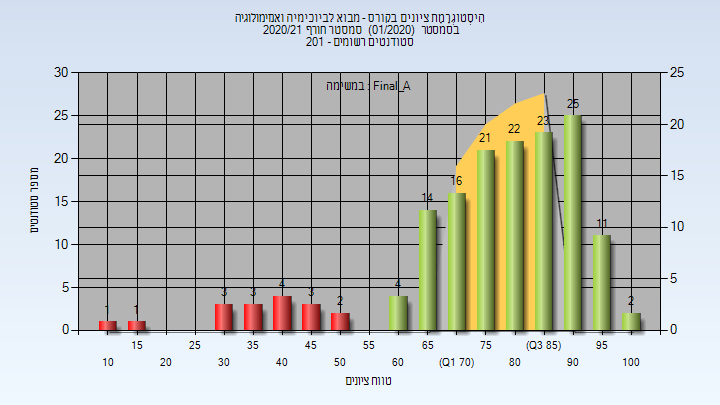 היסטוגרמת ציונים בקורס - מבוא לביוכימיה ואנזימולוגיה
בסמסטר (01/2020) סמסטר חורף 2020/21
סטודנטים רשומים - 201
במשימה : Final_A
מספר סטודנטים
30 25 20 15 10 5 0
25 20 15 10 5 0
1 1 3 3 4 3 2 4 14 16 21 22 23 25 11 2
15 25 35 45 55 65 75 (Q3 85) 95
10 20 30 40 50 60 (Q1 70) 80 90 100
טווח ציונים